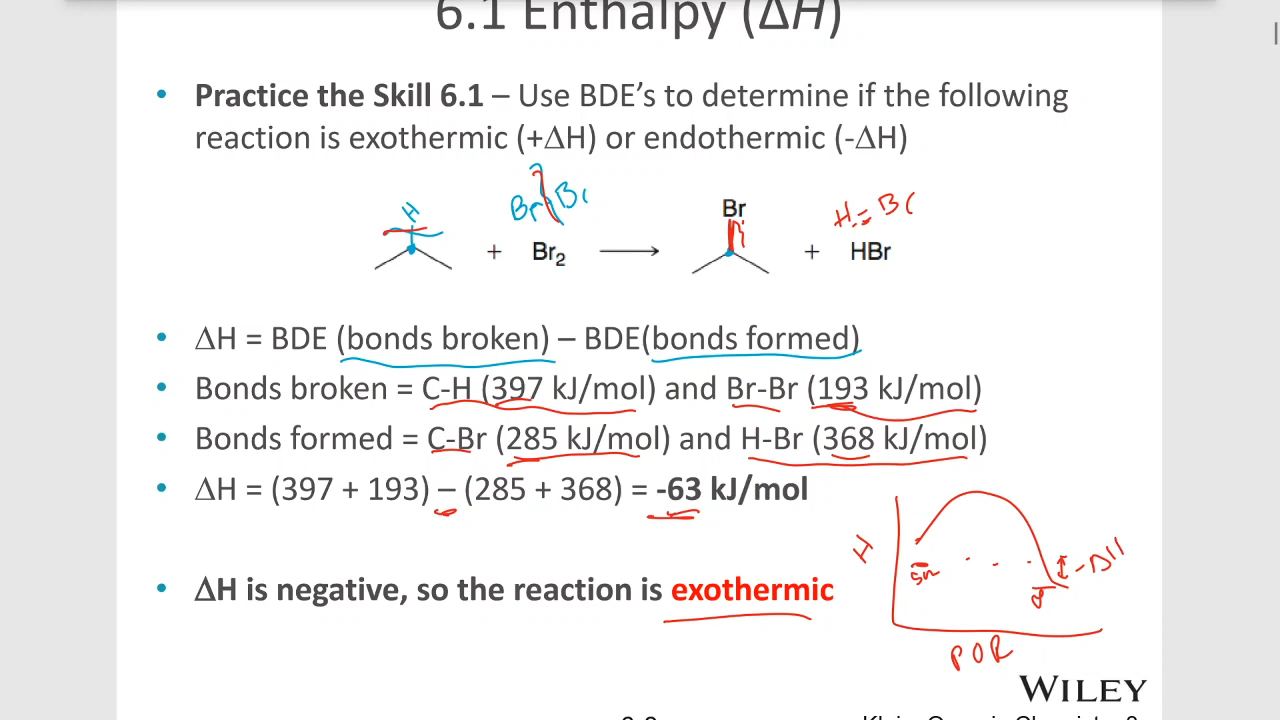 6.1 Enthalpy (ΔH)
• Practice the Skill 6.1 – Use BDE’s to determine if the following
reaction is exothermic (+ΔH) or endothermic (-ΔH)
H
Br Br
Br
H Br
+ Br₂ ⟶ + HBr
• ΔH = BDE (bonds broken) – BDE(bonds formed)
• Bonds broken = C-H (397 kJ/mol) and Br-Br (193 kJ/mol)
• Bonds formed = C-Br (285 kJ/mol) and H-Br (368 kJ/mol)
• ΔH = (397 + 193) – (285 + 368) = -63 kJ/mol
H
-ΔH
• ΔH is negative, so the reaction is exothermic
POR
WILEY